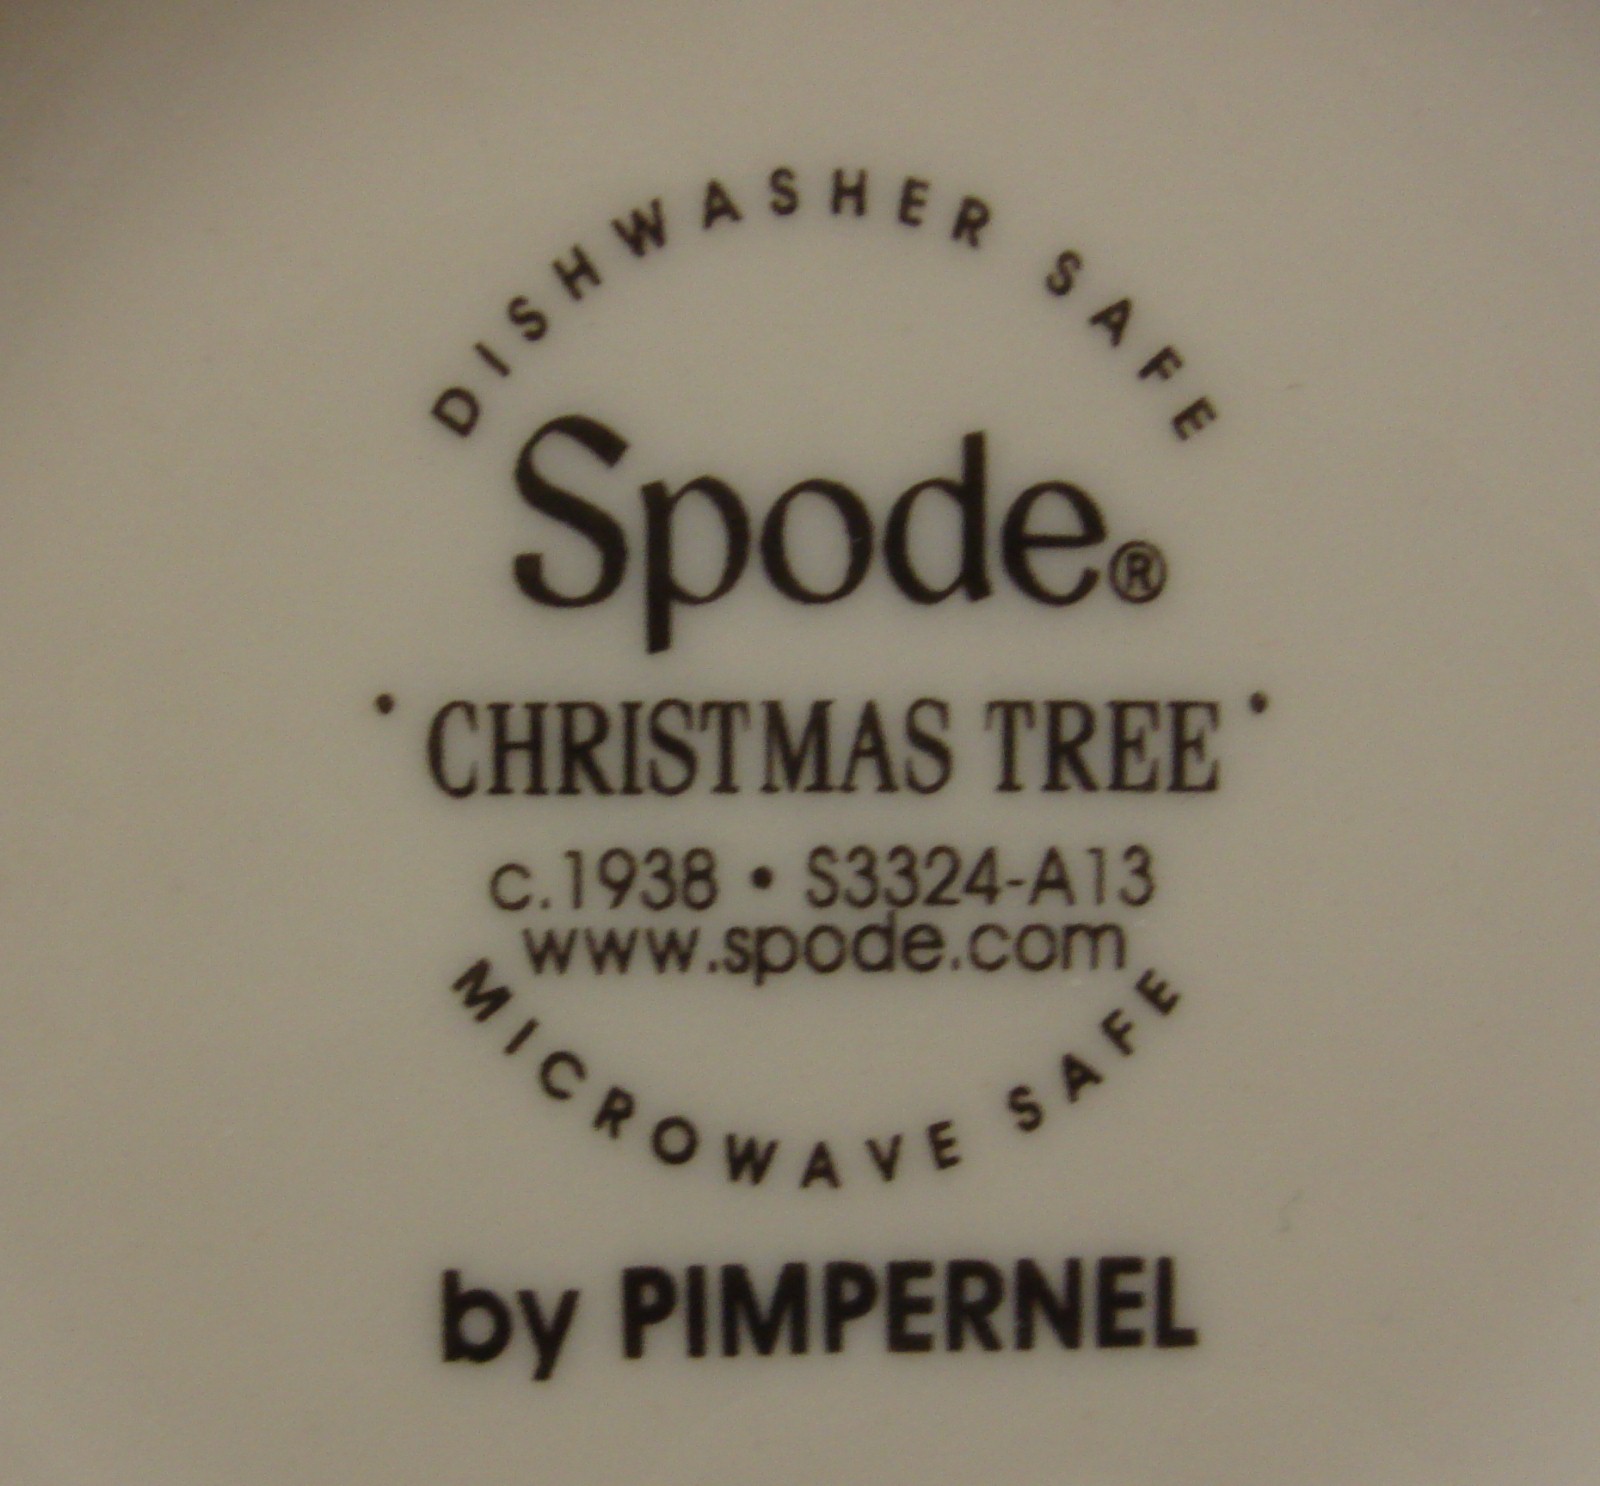 DISHWASHER SAFE
Spode®
• CHRISTMAS TREE •
c.1938 • S3324-A13
www.spode.com
MICROWAVE SAFE
by PIMPERNEL